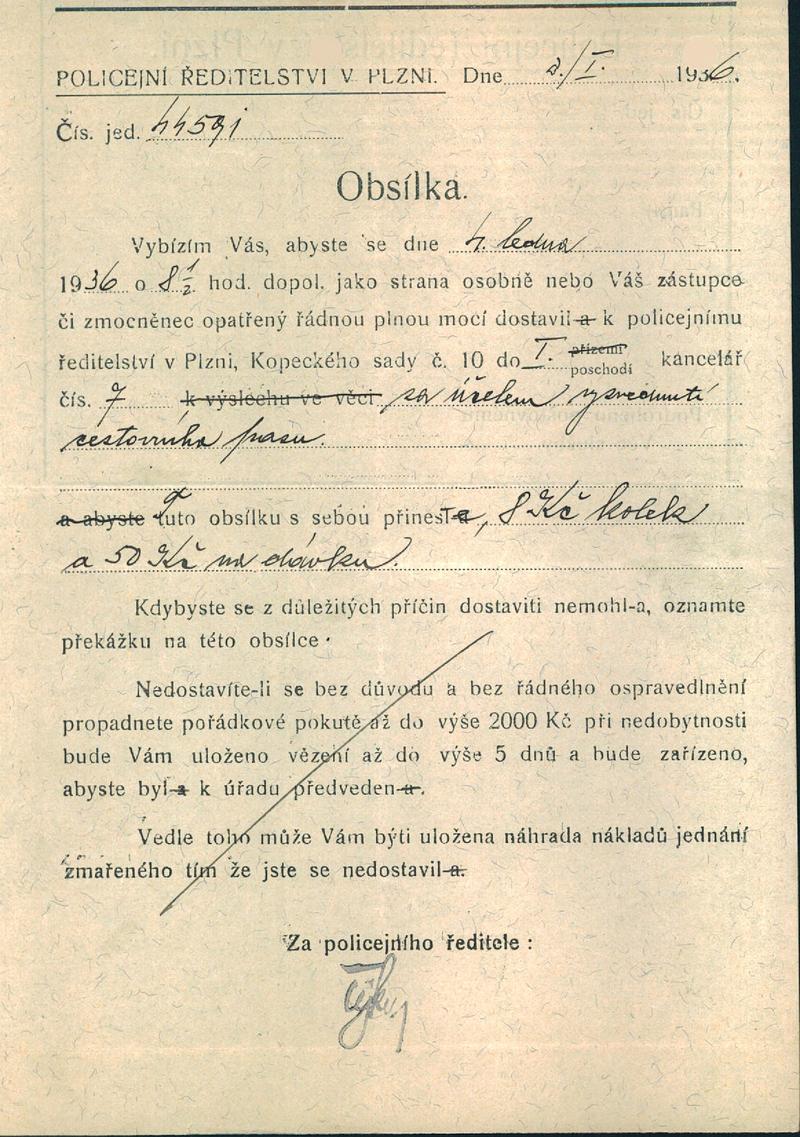 POLICEJNÍ ŘEDITELSTVÍ V PLZNI. Dne 2./I. 1936.
Čís. jed. 44591
Obsílka.
Vybízím Vás, abyste se dne 4. ledna
1936 o 8 1/2 hod. dopol. jako strana osobně nebo Váš zástupce
či zmocněnec opatřený řádnou plnou mocí dostavil-a k policejnímu
ředitelství v Plzni, Kopeckého sady č. 10 do I. přízemí poschodí kancelář
čís. 7 k výslechu ve věci za účelem vyzvednutí
cestovního pasu.
a abyste Tuto obsílku s sebou přinesl-a, 8 Kč kolek
a 50 Kč na dávku.
Kdybyste se z důležitých příčin dostaviti nemohl-a, oznamte
překážku na této obsílce.
Nedostavíte-li se bez důvodu a bez řádného ospravedlnění
propadnete pořádkové pokutě až do výše 2000 Kč při nedobytnosti
bude Vám uloženo vězení až do výše 5 dnů a bude zařízeno,
abyste byl-a k úřadu předveden-a.
Vedle toho může Vám býti uložena náhrada nákladů jednání
zmařeného tím že jste se nedostavil-a.
Za policejního ředitele :